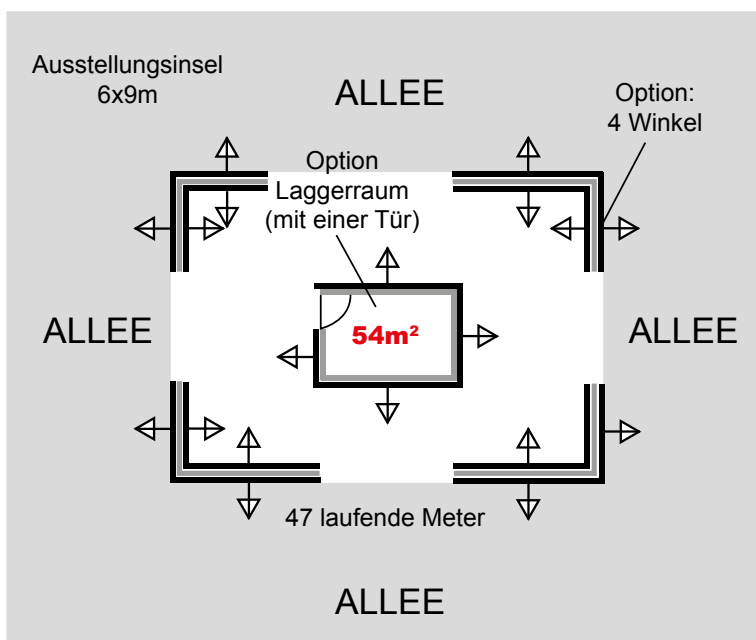 Ausstellungsinsel
6x9m
ALLEE
Option:
4 Winkel
Option
Laggerraum
(mit einer Tür)
ALLEE
54m²
ALLEE
47 laufende Meter
ALLEE